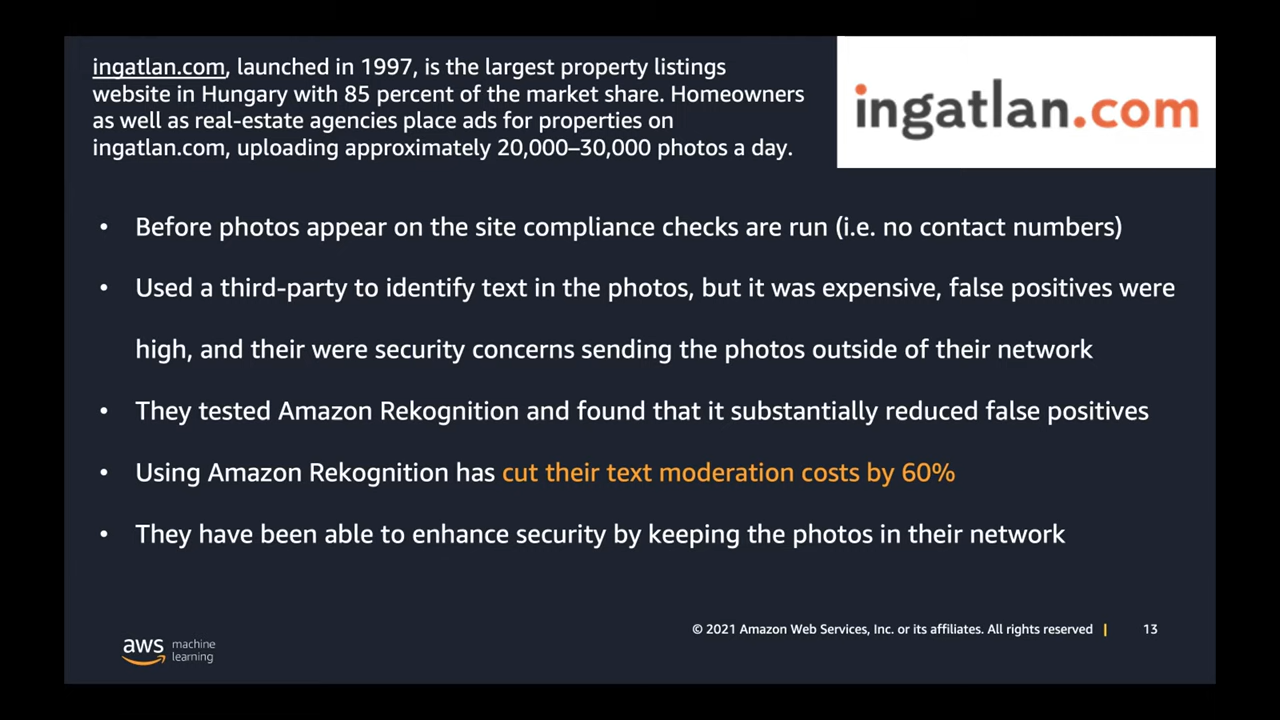 ingatlan.com, launched in 1997, is the largest property listings
website in Hungary with 85 percent of the market share. Homeowners
as well as real-estate agencies place ads for properties on
ingatlan.com, uploading approximately 20,000–30,000 photos a day.
ingatlan.com
• Before photos appear on the site compliance checks are run (i.e. no contact numbers)
• Used a third-party to identify text in the photos, but it was expensive, false positives were
high, and their were security concerns sending the photos outside of their network
• They tested Amazon Rekognition and found that it substantially reduced false positives
• Using Amazon Rekognition has cut their text moderation costs by 60%
• They have been able to enhance security by keeping the photos in their network
© 2021 Amazon Web Services, Inc. or its affiliates. All rights reserved | 13
aws machine
learning